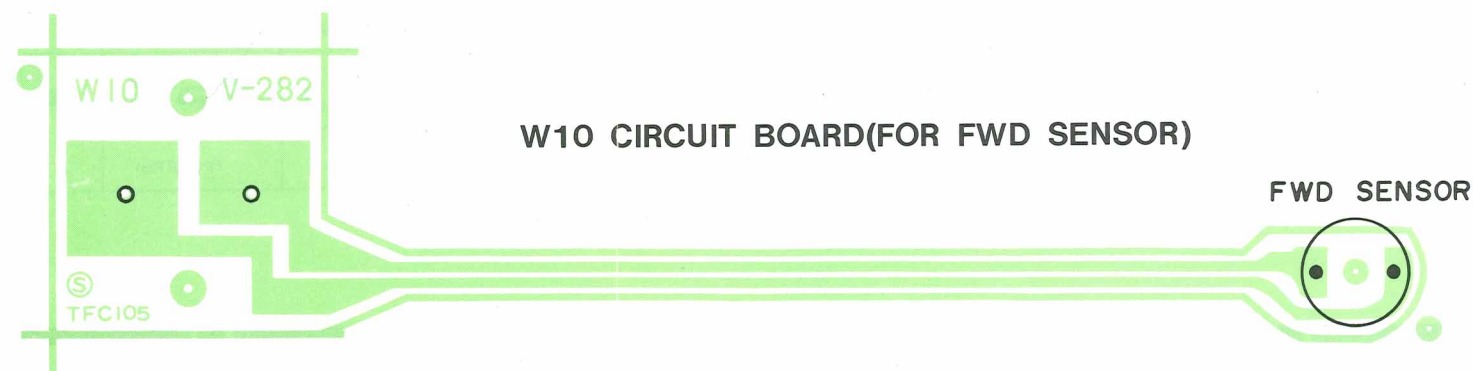 W10 V-282
W10 CIRCUIT BOARD(FOR FWD SENSOR)
FWD SENSOR
S
TFC105